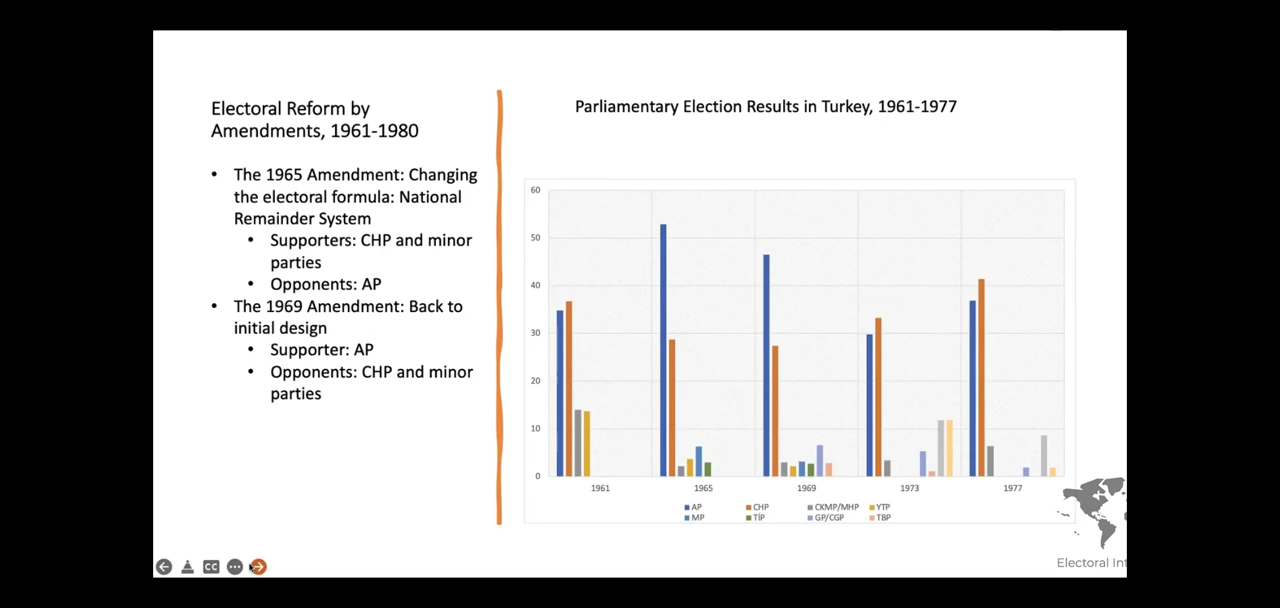 Electoral Reform by
Amendments, 1961-1980
• The 1965 Amendment: Changing
the electoral formula: National
Remainder System
• Supporters: CHP and minor
parties
• Opponents: AP
• The 1969 Amendment: Back to
initial design
• Supporter: AP
• Opponents: CHP and minor
parties
Parliamentary Election Results in Turkey, 1961-1977
60
50
40
30
20
10
0
1961 1965 1969 1973 1977
AP CHP CKMP/MHP YTP
MP TİP GP/CGP TBP
CC
Electoral Int